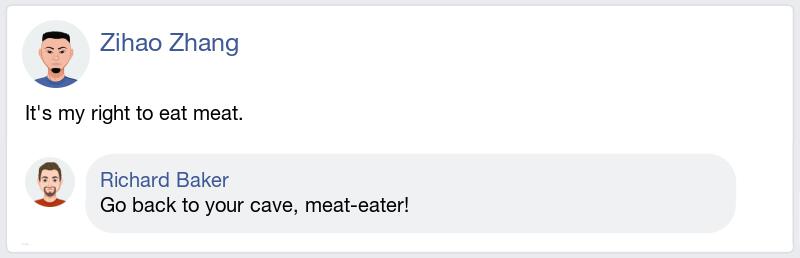 Zihao Zhang
It's my right to eat meat.
Richard Baker
Go back to your cave, meat-eater!